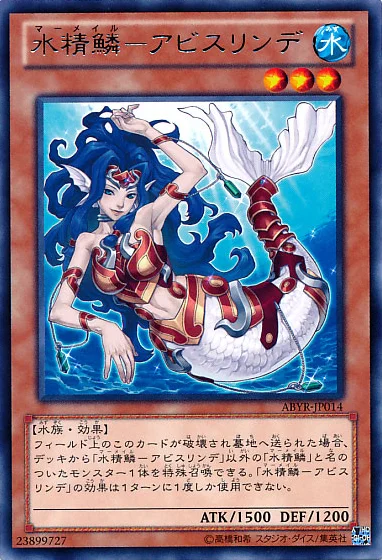 マーメイル
水精鱗－アビスリンデ
水
ABYR-JP014
【水族・効果】
フィールド上のこのカードが破壊され墓地へ送られた場合、
デッキから「水精鱗－アビスリンデ」以外の「水精鱗」と名の
ついたモンスター１体を特殊召喚できる。「水精鱗－アビス
リンデ」の効果は１ターンに１度しか使用できない。
ATK/1500 DEF/1200
23899727
©高橋和希 スタジオ・ダイス/集英社